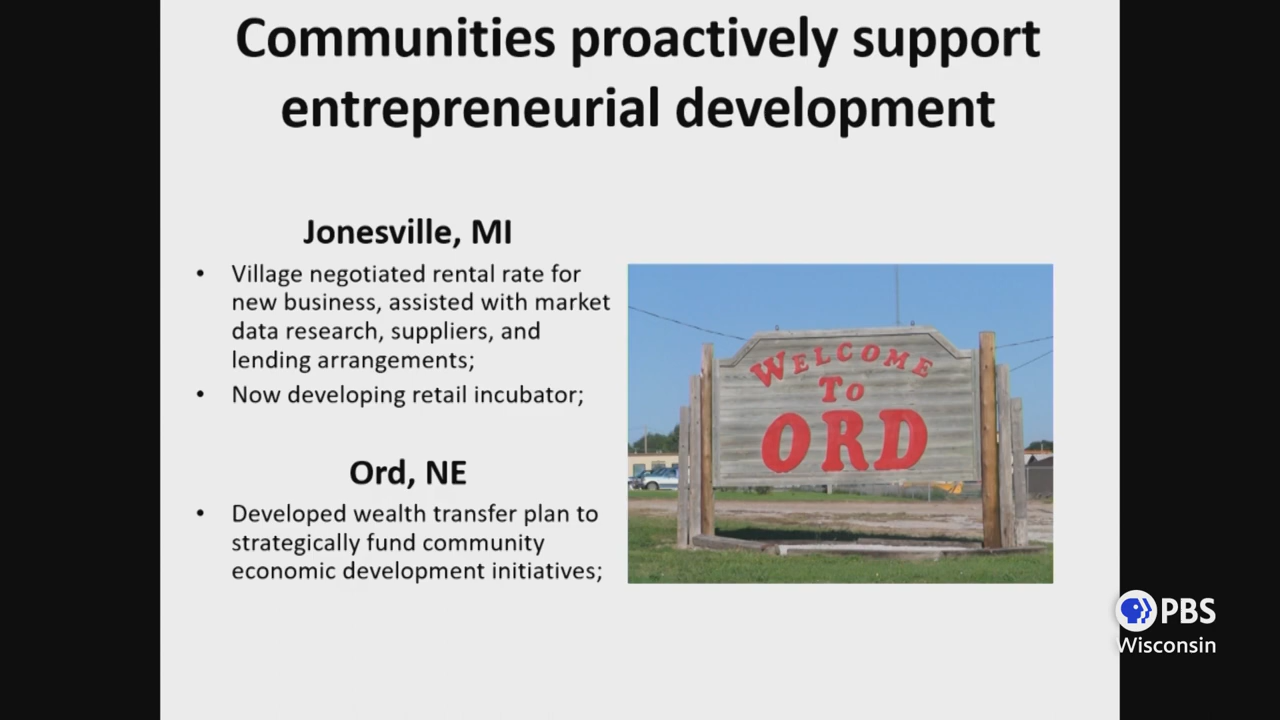 Communities proactively support
entrepreneurial development
Jonesville, MI
• Village negotiated rental rate for
new business, assisted with market
data research, suppliers, and
lending arrangements;
• Now developing retail incubator;
Ord, NE
• Developed wealth transfer plan to
strategically fund community
economic development initiatives;
WELCOME
To
ORD
PBS
Wisconsin